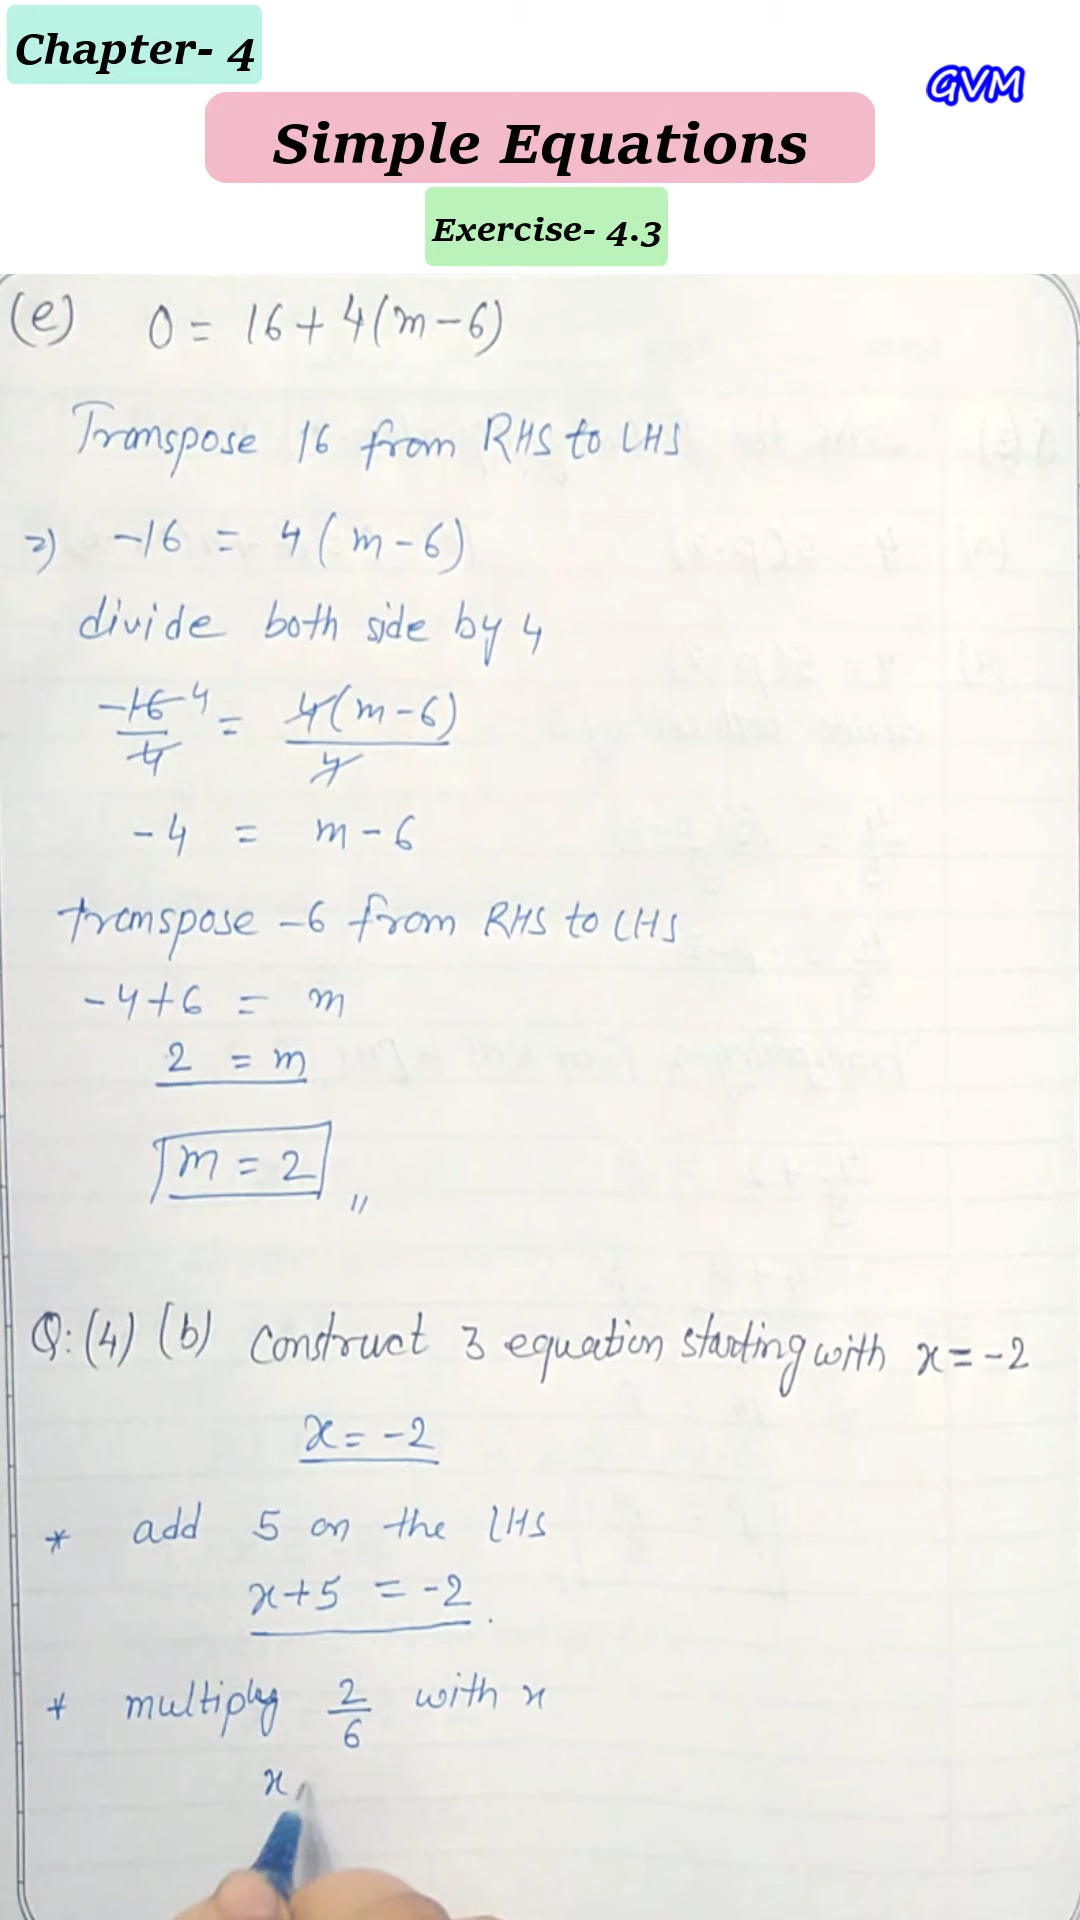 Chapter- 4
GVM
Simple Equations
Exercise- 4.3
(e) 0 = 16 + 4(m - 6)
Transpose 16 from RHS to LHS
⇒ -16 = 4(m - 6)
divide both side by 4
-16 -4 / 4 = 4(m - 6) / 4
-4 = m - 6
transpose -6 from RHS to LHS
-4 + 6 = m
2 = m
m = 2 ,,
Q: (4) (b) construct 3 equation starting with x = -2
x = -2
* add 5 on the LHS
x + 5 = -2 .
* multiply 2/6 with x
x